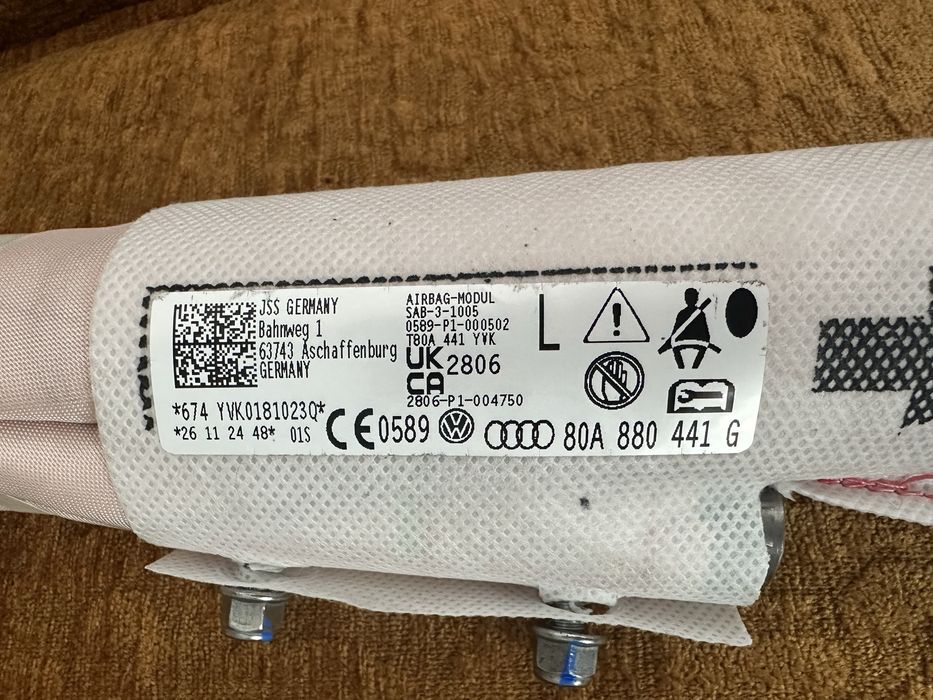 JSS GERMANY
Bahnweg 1
63743 Aschaffenburg
GERMANY
*674 YVK0181023Q*
*26 11 24 48* 01S
AIRBAG-MODUL
SAB-3-1005
0589-P1-000502
T80A 441 YVK
UK
CA
2806
2806-P1-004750
L
CE 0589
80A 880 441 G